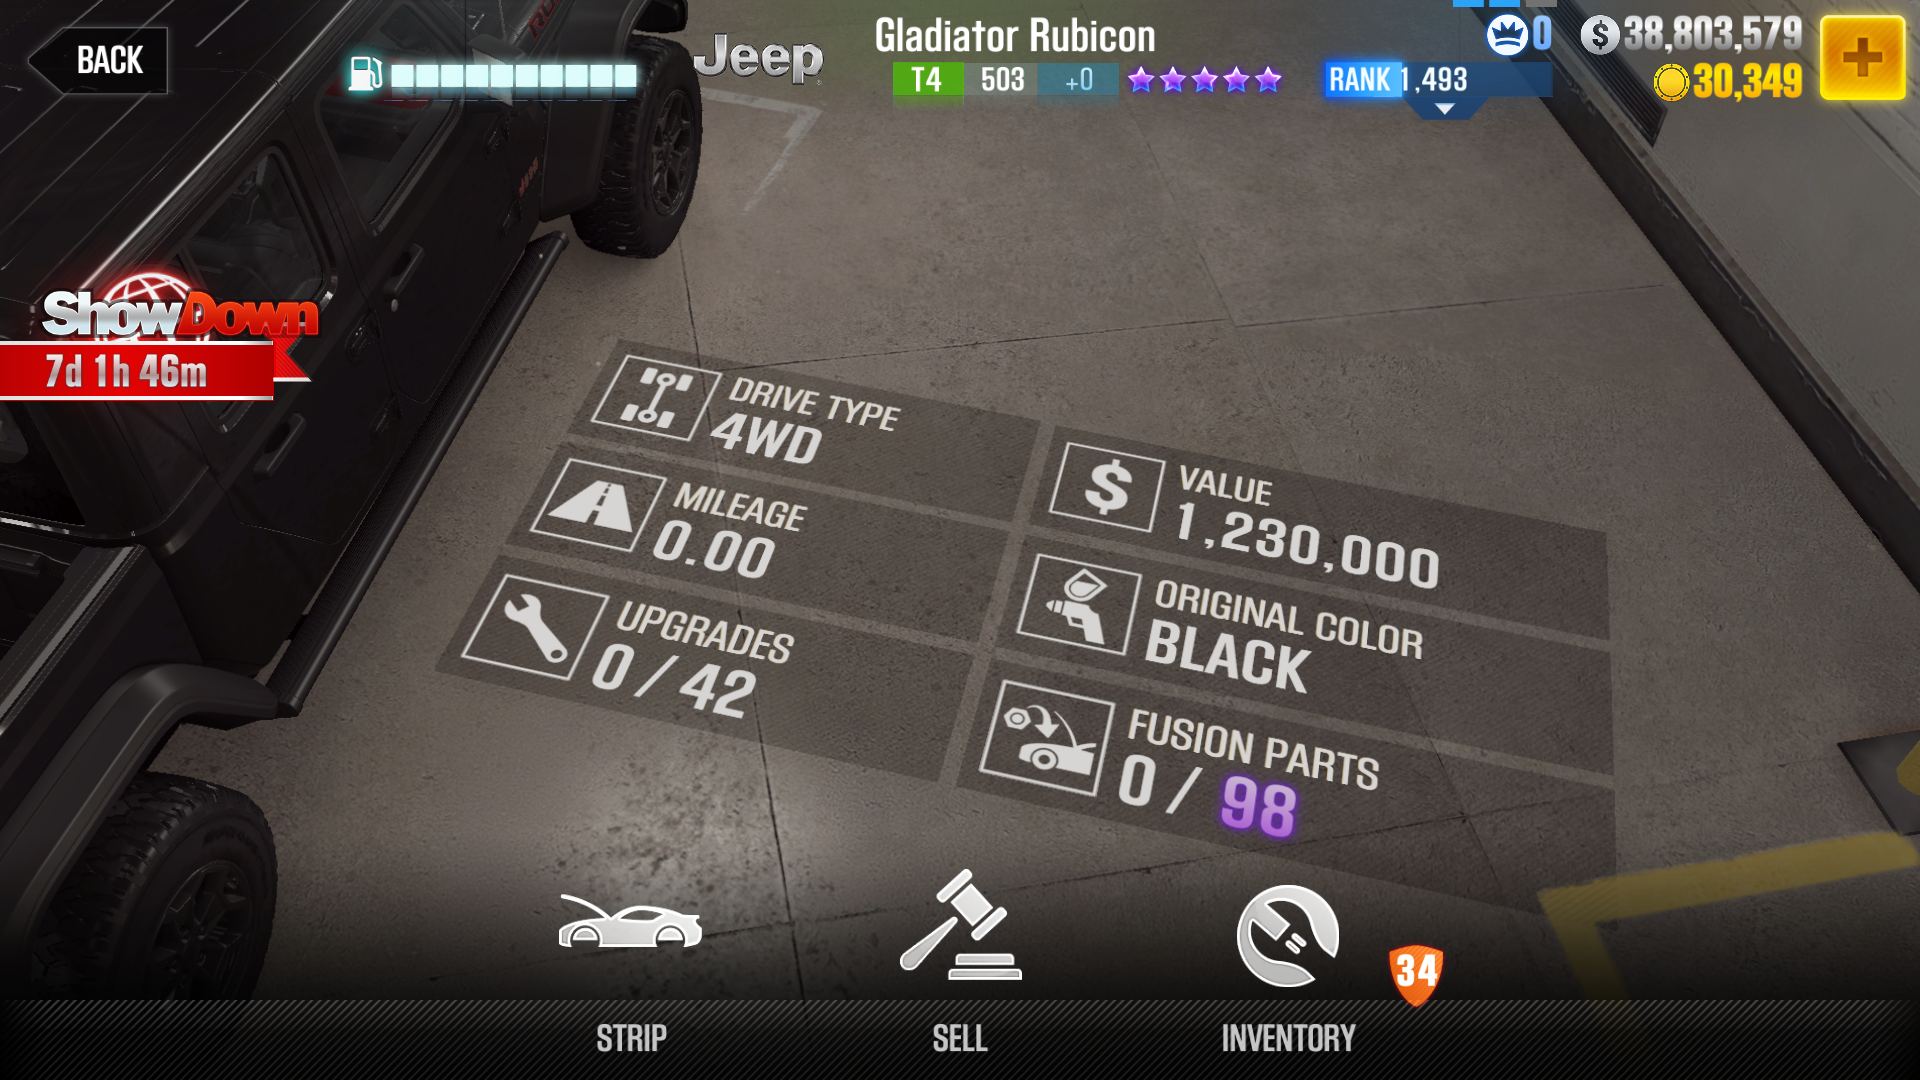 BACK
Jeep
Gladiator Rubicon
T4 503 +0
RANK 1,493
0
$ 38,803,579
30,349
ShowDown
7d 1h 46m
DRIVE TYPE
4WD
MILEAGE
0.00
UPGRADES
0 / 42
$ VALUE
1,230,000
ORIGINAL COLOR
BLACK
FUSION PARTS
0 / 98
STRIP
SELL
INVENTORY
34